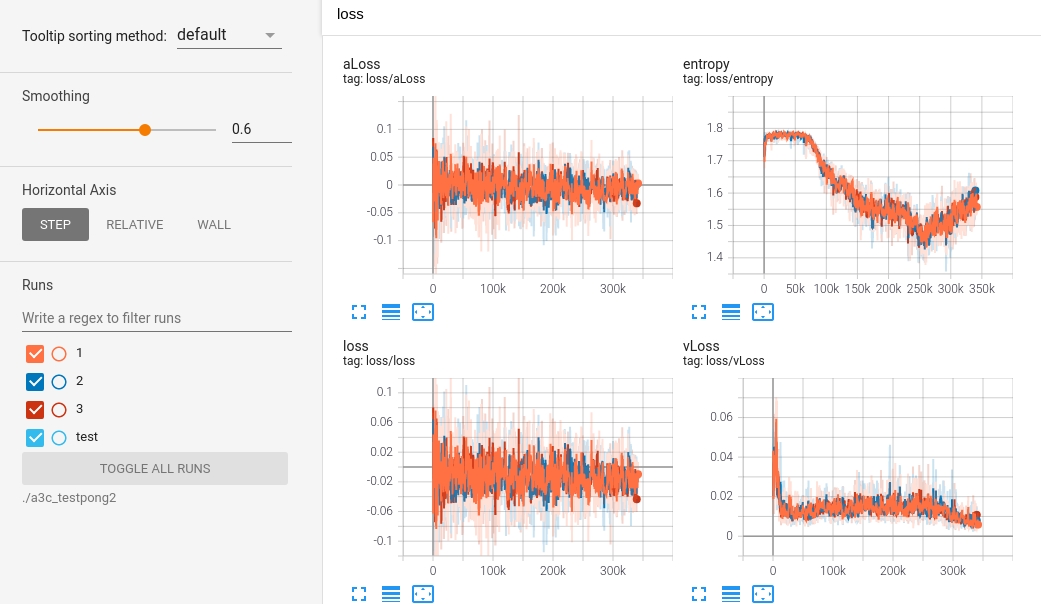 Tooltip sorting method: default
Smoothing
0.6
Horizontal Axis
STEP RELATIVE WALL
Runs
Write a regex to filter runs
1
2
3
test
TOGGLE ALL RUNS
./a3c_testpong2
loss
aLoss
tag: loss/aLoss
0.1
0.05
0
-0.05
-0.1
0 100k 200k 300k
entropy
tag: loss/entropy
1.8
1.7
1.6
1.5
1.4
0 50k 100k 150k 200k 250k 300k 350k
loss
tag: loss/loss
0.1
0.06
0.02
-0.02
-0.06
-0.1
0 100k 200k 300k
vLoss
tag: loss/vLoss
0.06
0.04
0.02
0
0 100k 200k 300k